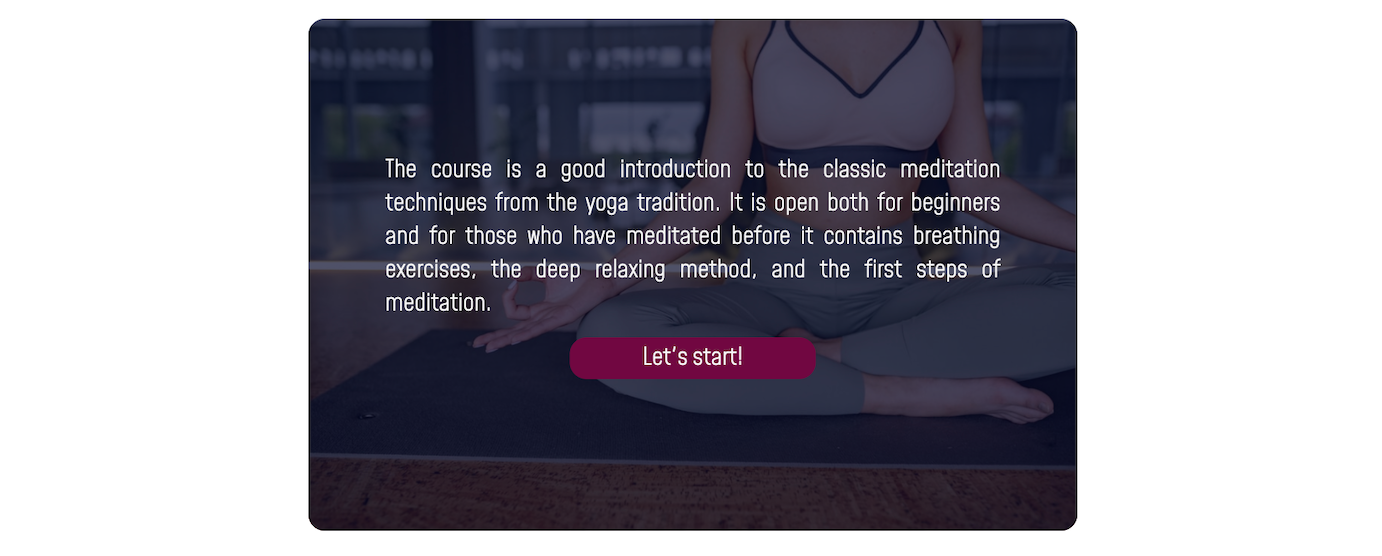 The course is a good introduction to the classic meditation
techniques from the yoga tradition. It is open both for beginners
and for those who have meditated before it contains breathing
exercises, the deep relaxing method, and the first steps of
meditation.
Let's start!